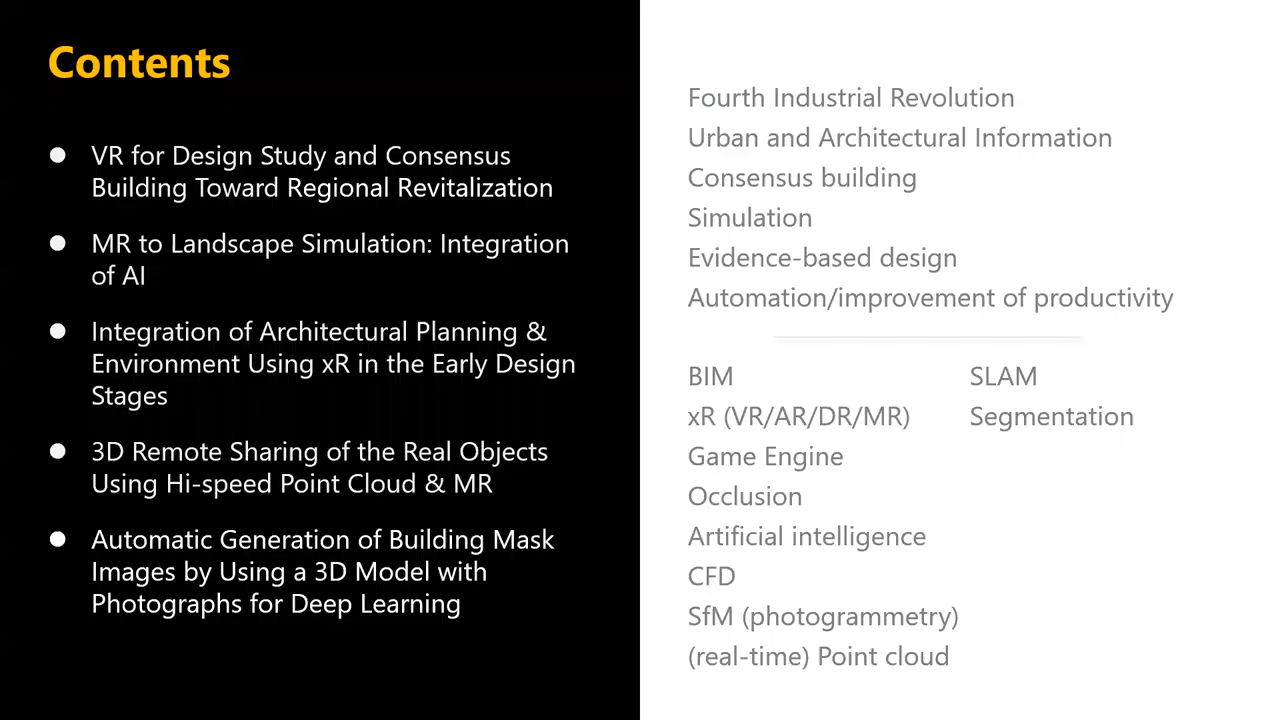 Contents
● VR for Design Study and Consensus
Building Toward Regional Revitalization
● MR to Landscape Simulation: Integration
of AI
● Integration of Architectural Planning &
Environment Using xR in the Early Design
Stages
● 3D Remote Sharing of the Real Objects
Using Hi-speed Point Cloud & MR
● Automatic Generation of Building Mask
Images by Using a 3D Model with
Photographs for Deep Learning
Fourth Industrial Revolution
Urban and Architectural Information
Consensus building
Simulation
Evidence-based design
Automation/improvement of productivity
BIM
xR (VR/AR/DR/MR)
Game Engine
Occlusion
Artificial intelligence
CFD
SfM (photogrammetry)
(real-time) Point cloud
SLAM
Segmentation